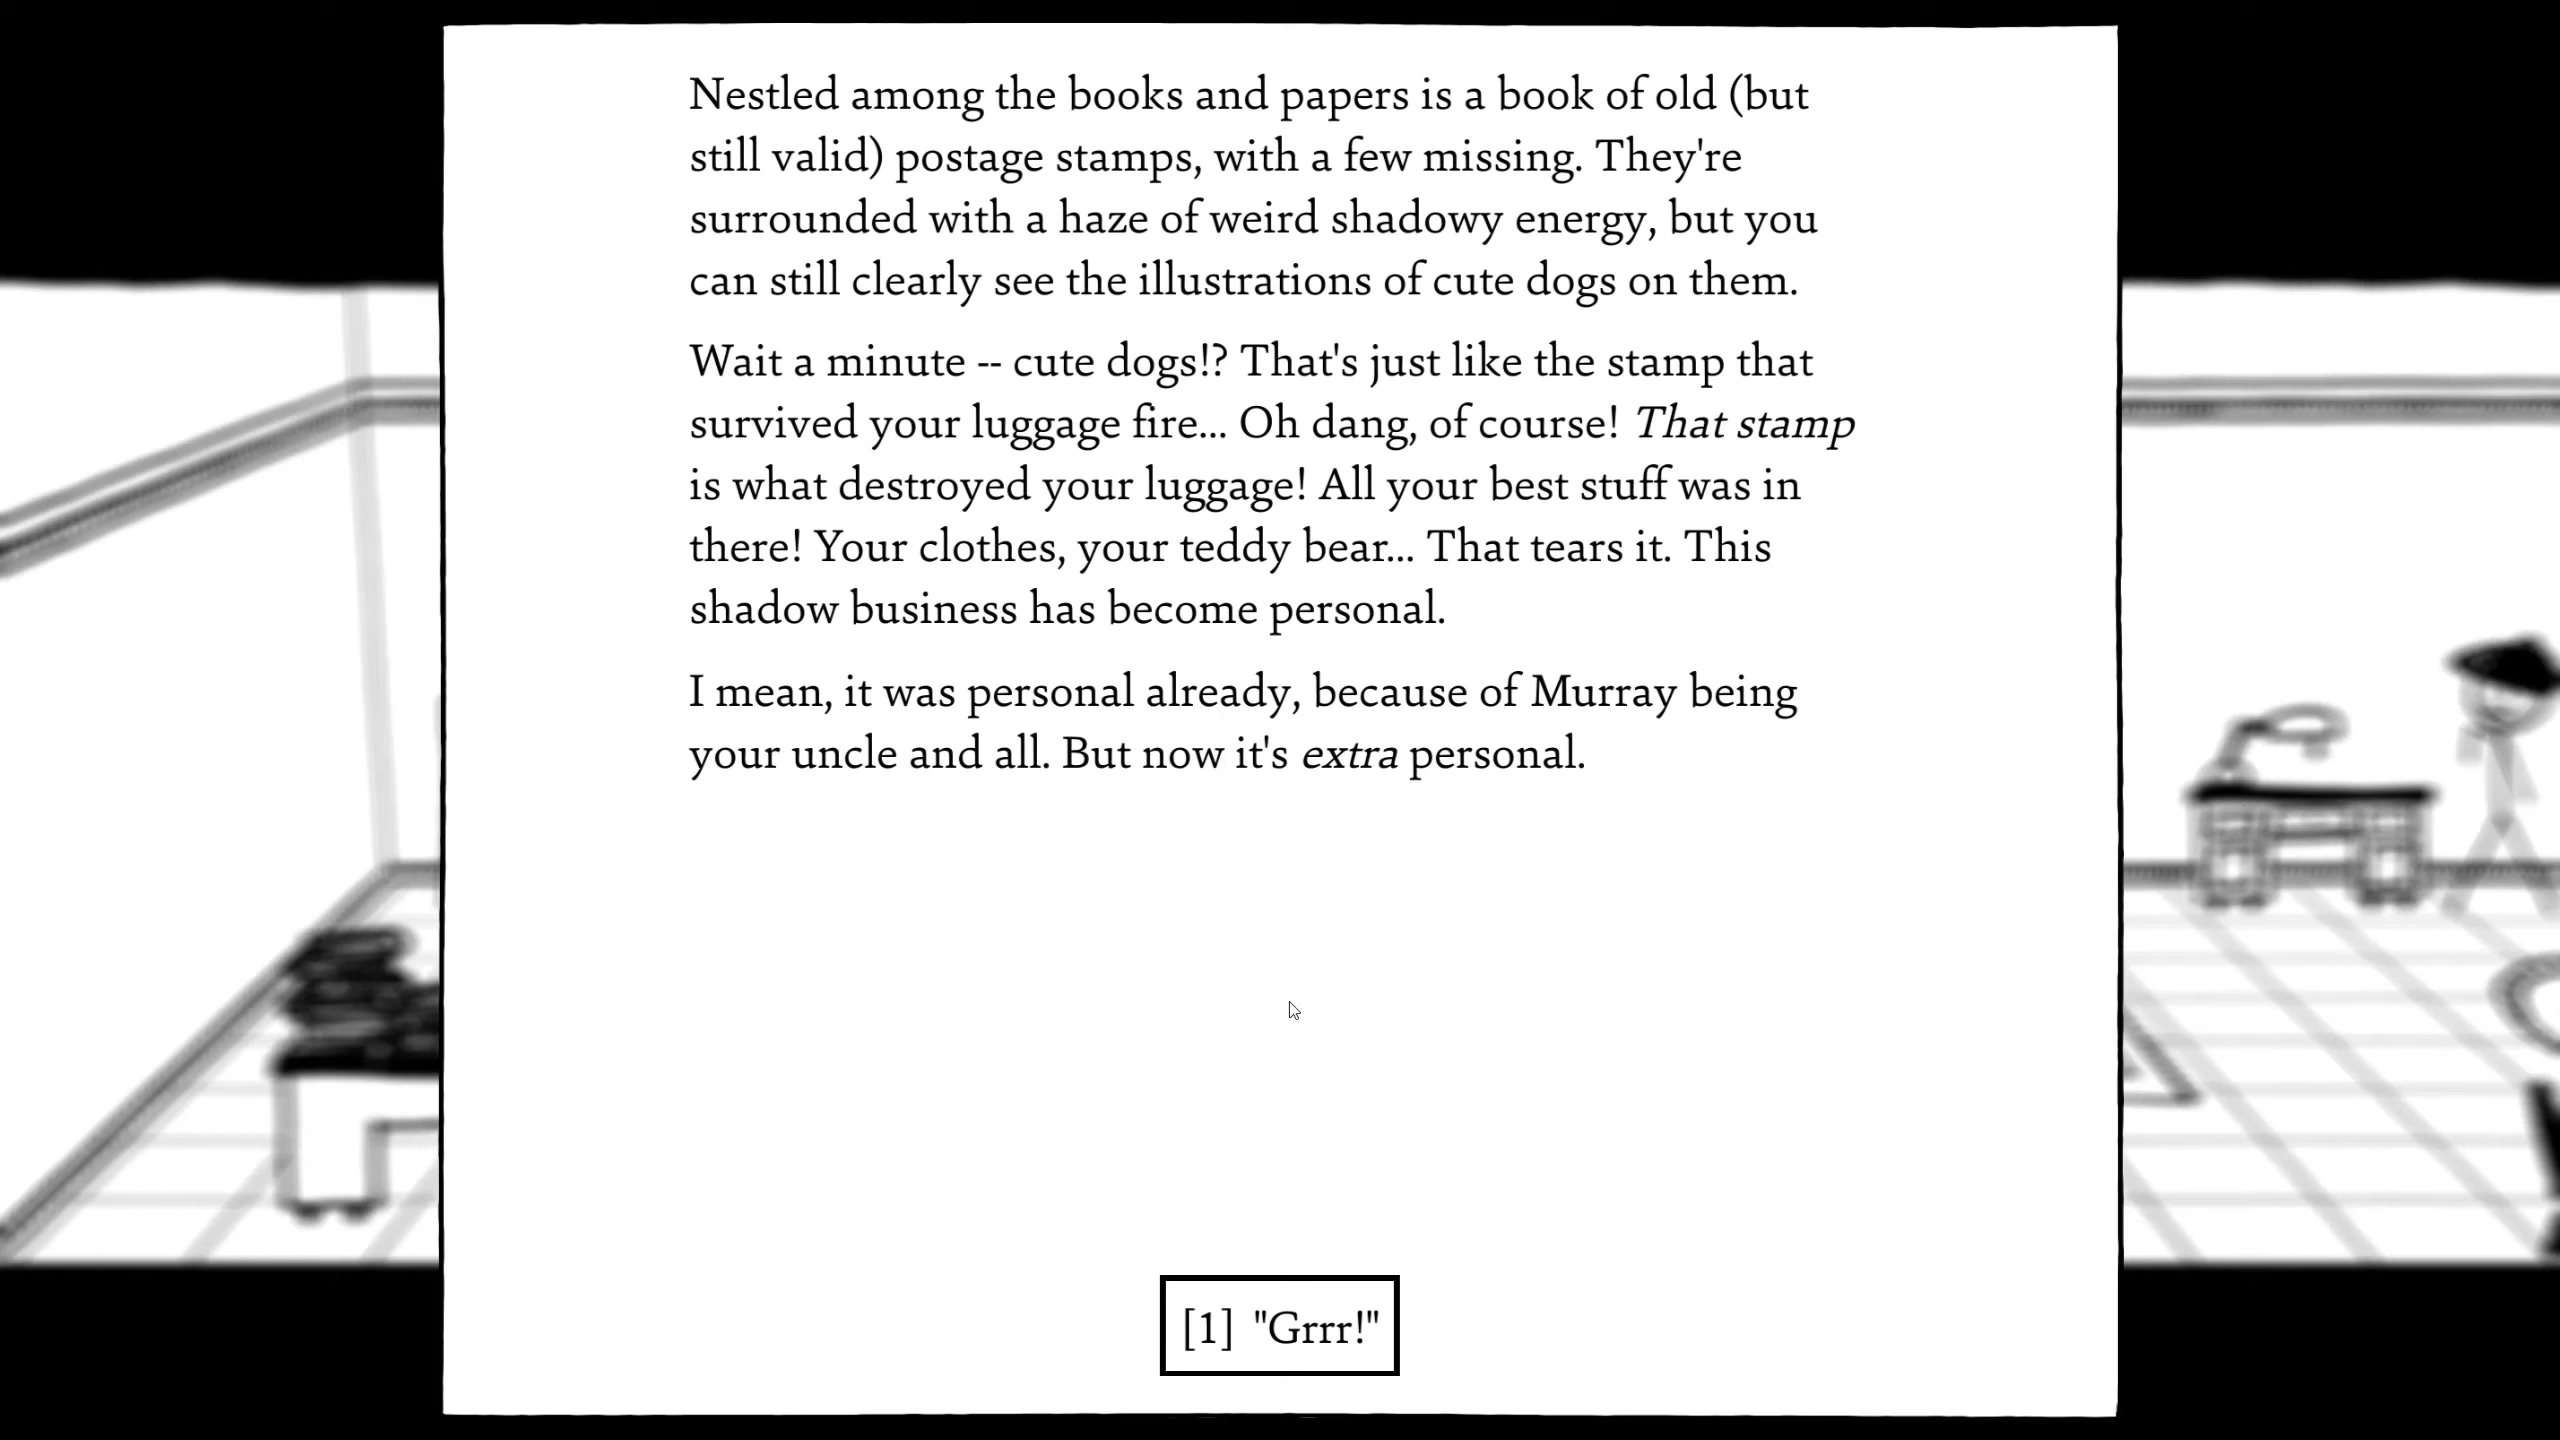 Nestled among the books and papers is a book of old (but
still valid) postage stamps, with a few missing. They're
surrounded with a haze of weird shadowy energy, but you
can still clearly see the illustrations of cute dogs on them.
Wait a minute -- cute dogs!? That's just like the stamp that
survived your luggage fire... Oh dang, of course! That stamp
is what destroyed your luggage! All your best stuff was in
there! Your clothes, your teddy bear... That tears it. This
shadow business has become personal.
I mean, it was personal already, because of Murray being
your uncle and all. But now it's extra personal.
[1] "Grrr!"